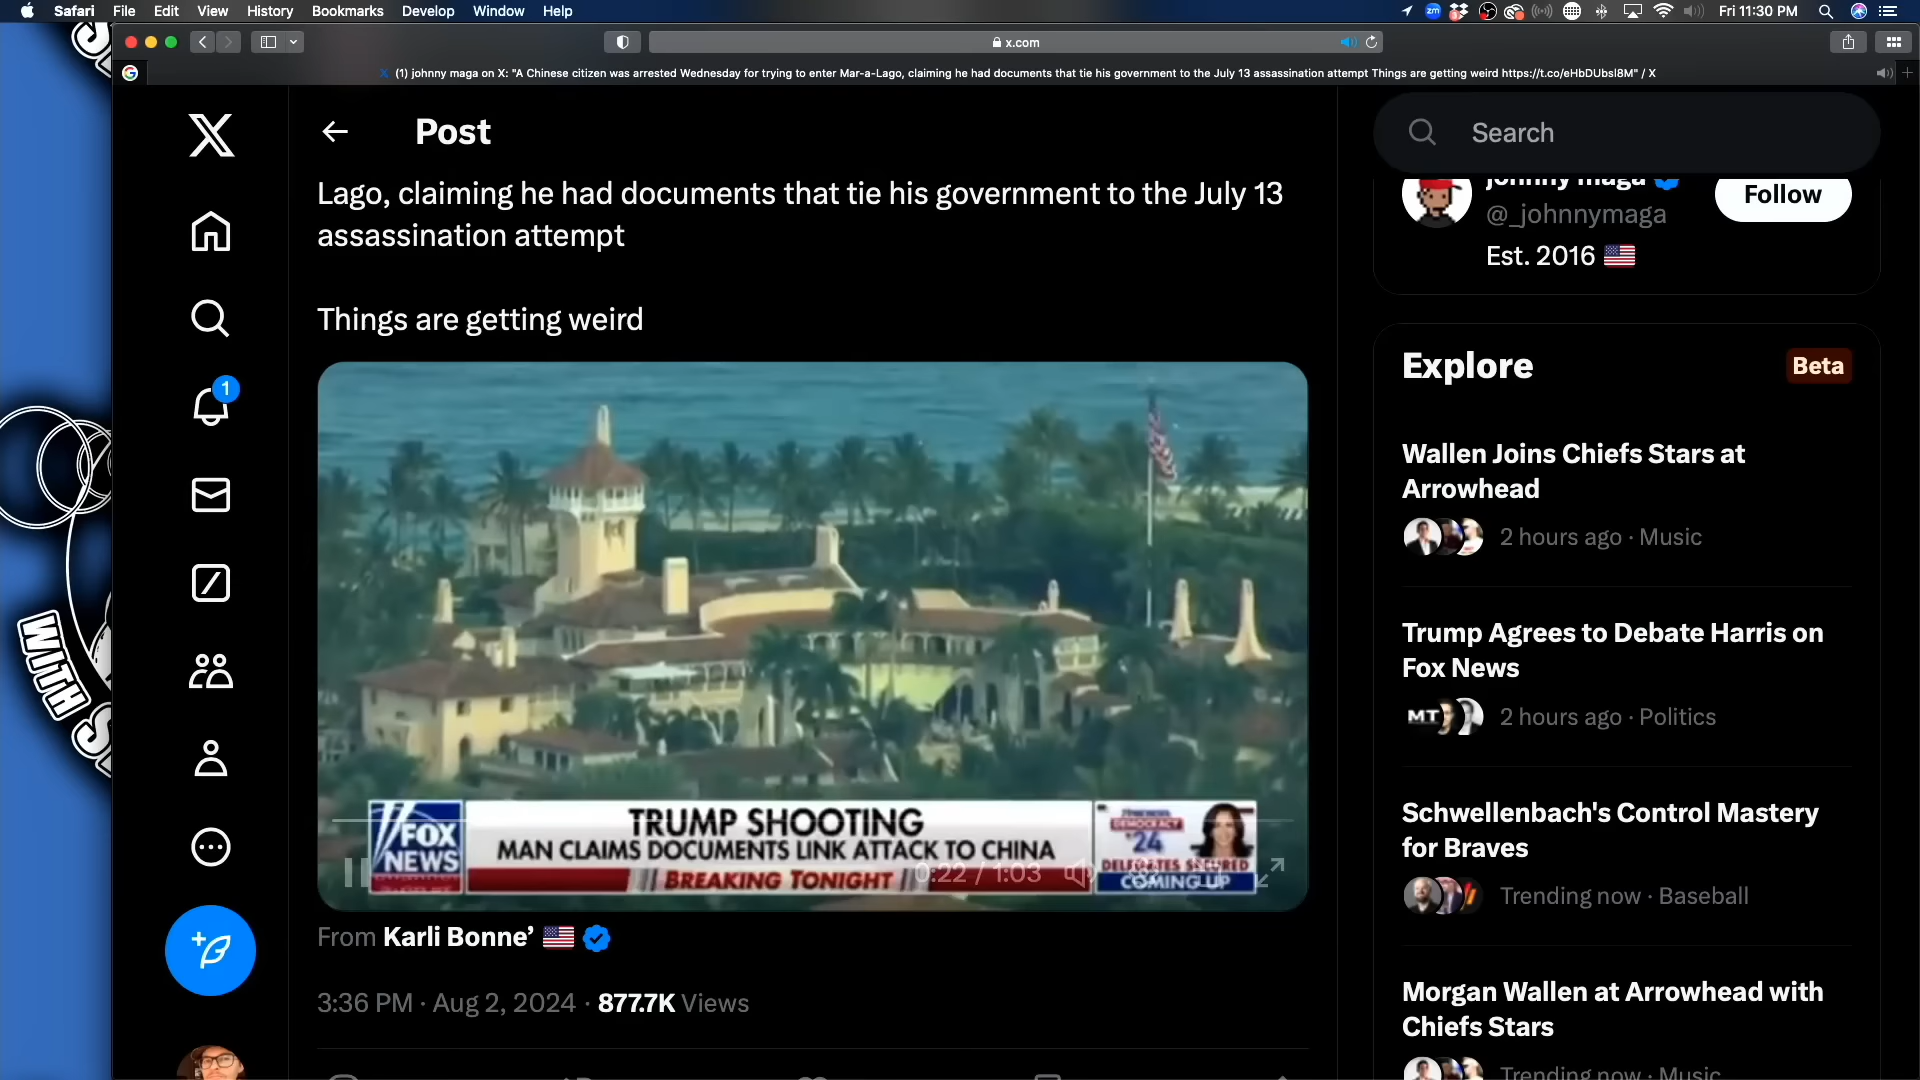 Safari File Edit View History Bookmarks Develop Window Help
zm
Fri 11:30 PM
x.com
(1) johnny maga on X: "A Chinese citizen was arrested Wednesday for trying to enter Mar-a-Lago, claiming he had documents that tie his government to the July 13 assassination attempt Things are getting weird https://t.co/eHbDUbsl8M" / X
Post
Lago, claiming he had documents that tie his government to the July 13
assassination attempt
Things are getting weird
FOX
NEWS
TRUMP SHOOTING
MAN CLAIMS DOCUMENTS LINK ATTACK TO CHINA
BREAKING TONIGHT
0:22 / 1:03
DEMOCRACY
'24
DELEGATES SECURED
COMING UP
From Karli Bonne’
3:36 PM · Aug 2, 2024 · 877.7K Views
1
WITH
Search
johnny maga
@_johnnymaga
Est. 2016
Follow
Explore
Beta
Wallen Joins Chiefs Stars at
Arrowhead
2 hours ago · Music
Trump Agrees to Debate Harris on
Fox News
MT
2 hours ago · Politics
Schwellenbach's Control Mastery
for Braves
Trending now · Baseball
Morgan Wallen at Arrowhead with
Chiefs Stars
Trending now · Music